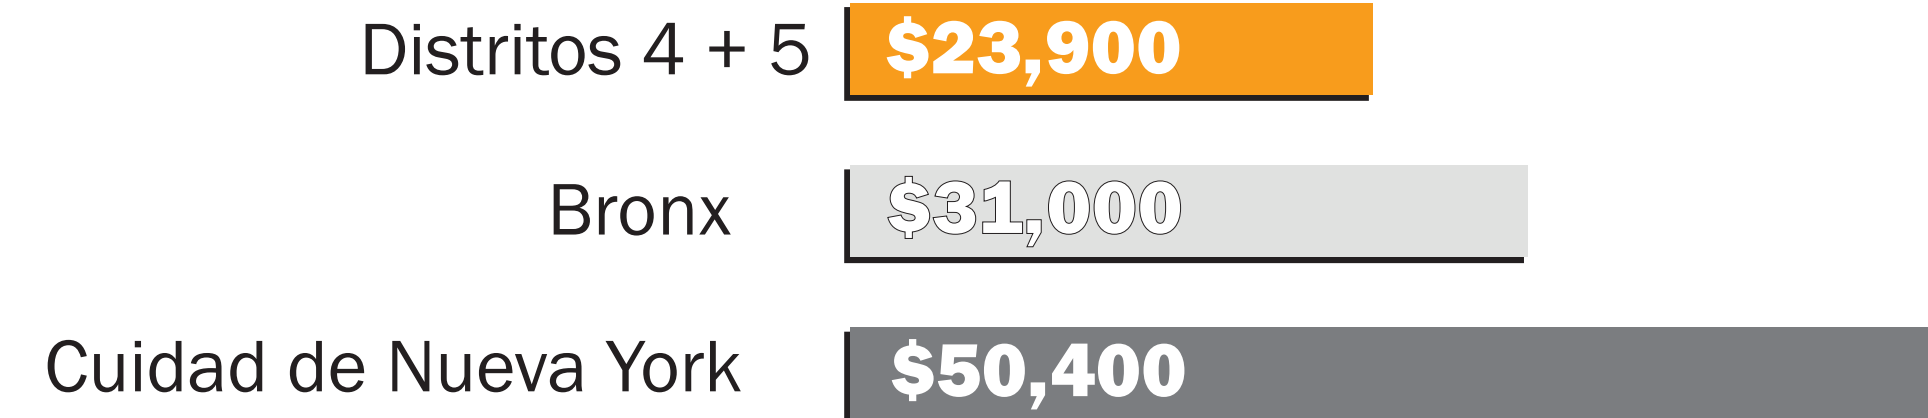 Distritos 4 + 5 $23,900
Bronx $31,000
Cuidad de Nueva York $50,400